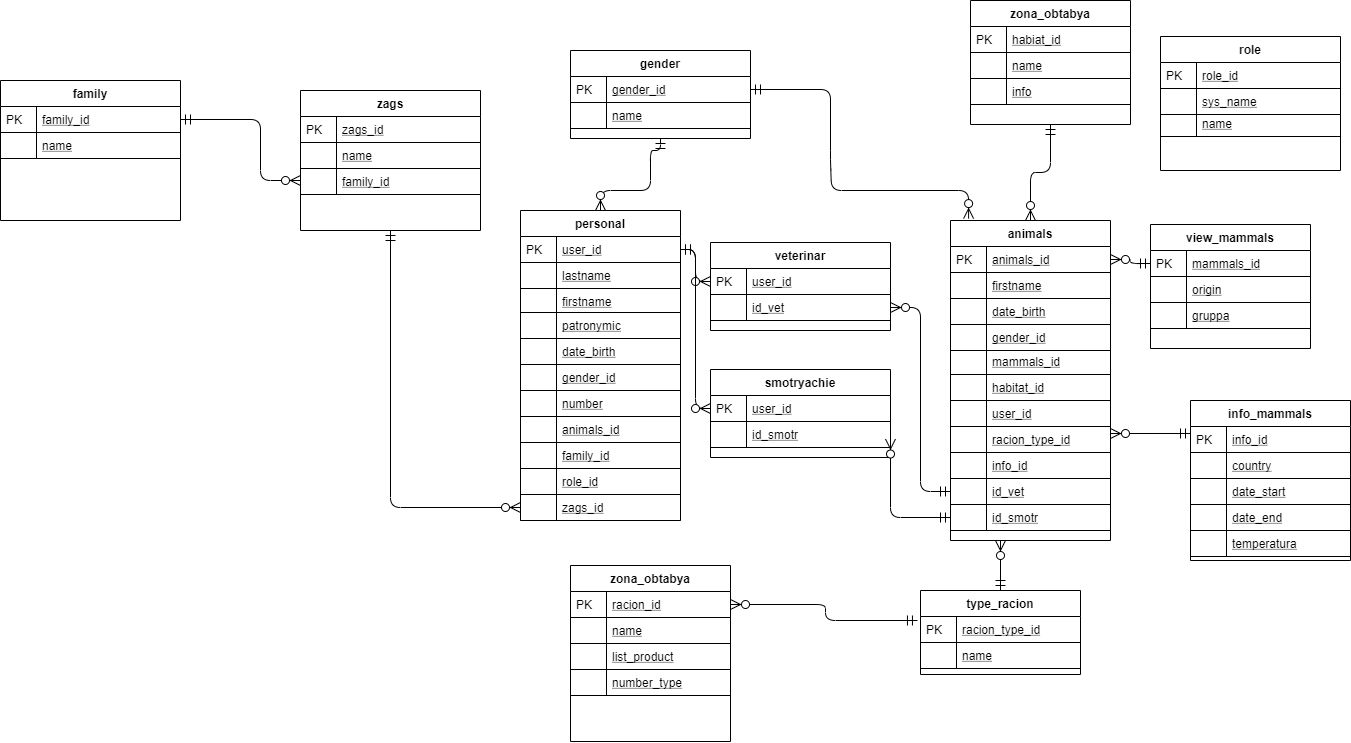 family
PK family_id
name
zags
PK zags_id
name
family_id
gender
PK gender_id
name
zona_obtabya
PK habiat_id
name
info
role
PK role_id
sys_name
name
personal
PK user_id
lastname
firstname
patronymic
date_birth
gender_id
number
animals_id
family_id
role_id
zags_id
veterinar
PK user_id
id_vet
smotryachie
PK user_id
id_smotr
animals
PK animals_id
firstname
date_birth
gender_id
mammals_id
habitat_id
user_id
racion_type_id
info_id
id_vet
id_smotr
view_mammals
PK mammals_id
origin
gruppa
info_mammals
PK info_id
country
date_start
date_end
temperatura
zona_obtabya
PK racion_id
name
list_product
number_type
type_racion
PK racion_type_id
name